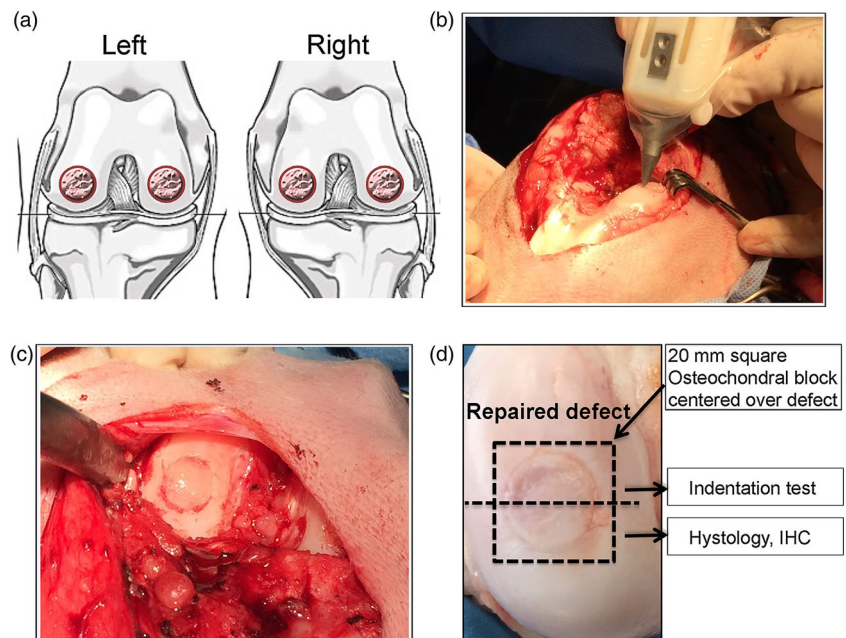 (a)
Left
Right
(b)
(c)
(d)
20 mm square
Osteochondral block
centered over defect
Repaired defect
Indentation test
Hystology, IHC